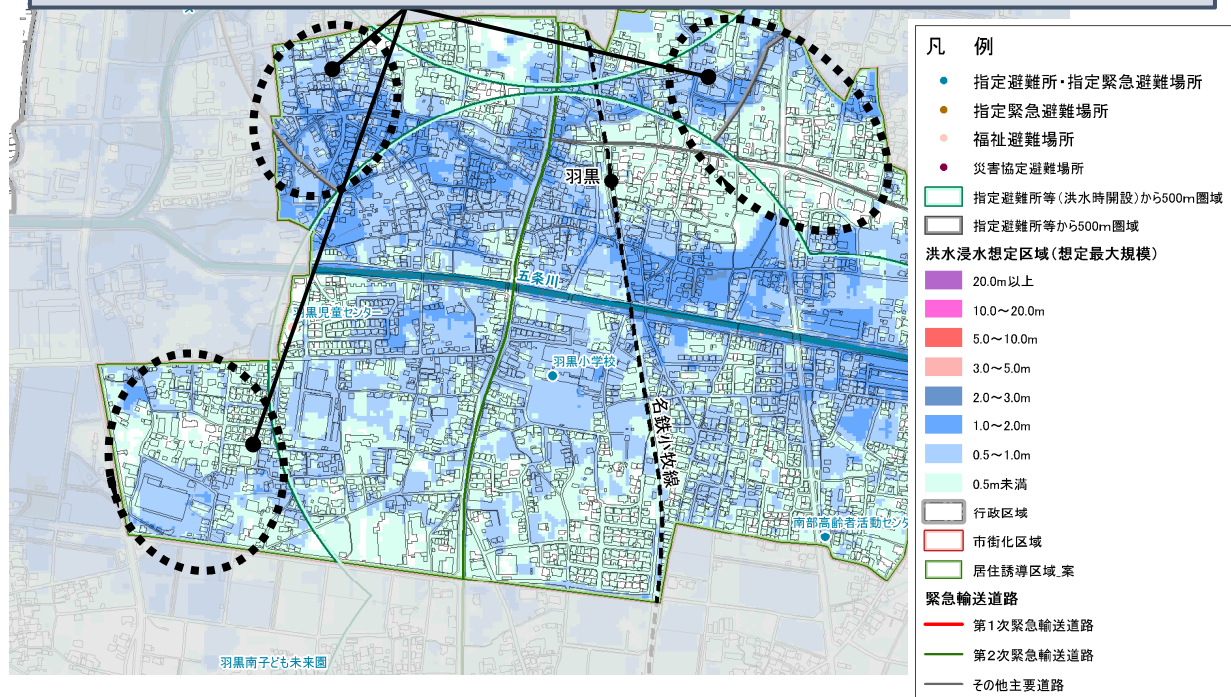 羽黒
五条川
羽黒児童センター
羽黒小学校
名鉄小牧線
南部高齢者活動センタ
羽黒南子ども未来園
凡 例
指定避難所・指定緊急避難場所
指定緊急避難場所
福祉避難場所
災害協定避難場所
指定避難所等(洪水時開設)から500m圏域
指定避難所等から500m圏域
洪水浸水想定区域(想定最大規模)
20.0m以上
10.0～20.0m
5.0～10.0m
3.0～5.0m
2.0～3.0m
1.0～2.0m
0.5～1.0m
0.5m未満
行政区域
市街化区域
居住誘導区域_案
緊急輸送道路
第1次緊急輸送道路
第2次緊急輸送道路
その他主要道路